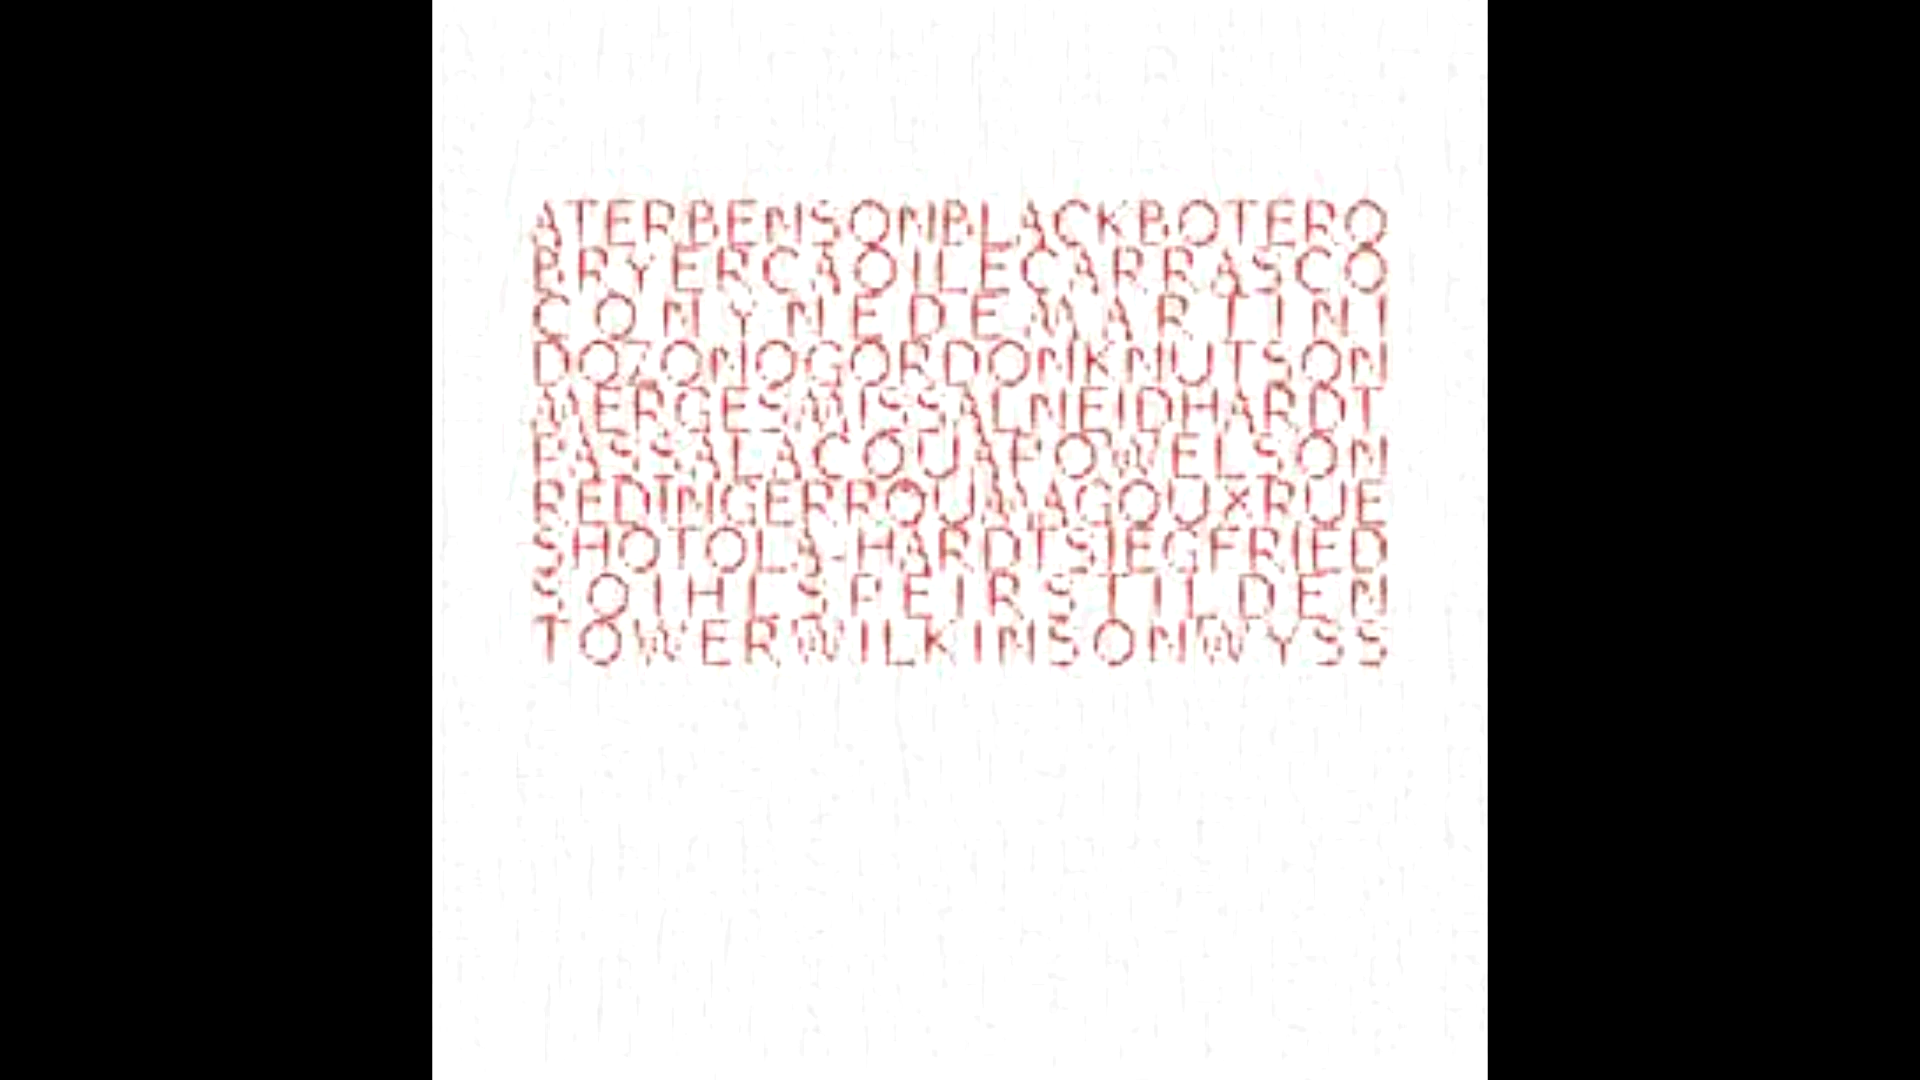 ATERBENSONBLACKBOTERO
BRYERCAOILECARRASCO
CONYNEDEMARTINI
DOZONOGORDONKNUTSON
MERGESMISSALNEIDHARDT
PASSALACQUAPOWELSON
REDINGERROUMAGOUXRUE
SHOTOLA-HARDTSIEGFRIED
SOIHLSPEIRSTILDEN
TOWERWILKINSONWYSS